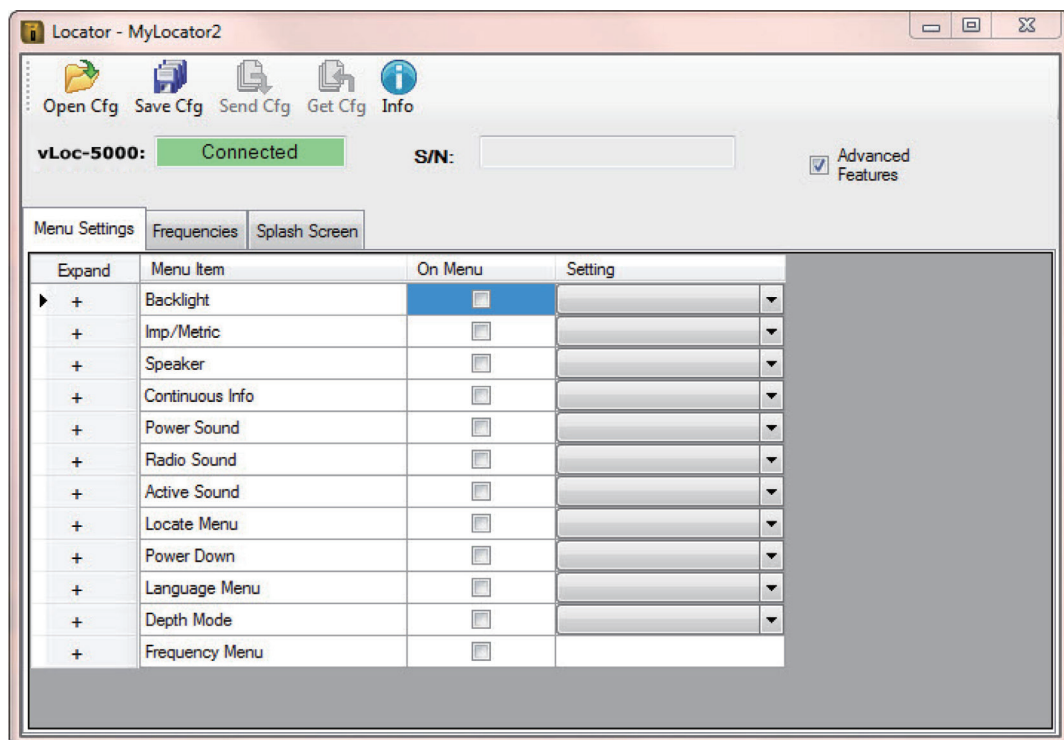 Locator - MyLocator2
Open Cfg Save Cfg Send Cfg Get Cfg Info
vLoc-5000: Connected S/N: Advanced Features
Menu Settings Frequencies Splash Screen
Expand Menu Item On Menu Setting
+ Backlight
+ Imp/Metric
+ Speaker
+ Continuous Info
+ Power Sound
+ Radio Sound
+ Active Sound
+ Locate Menu
+ Power Down
+ Language Menu
+ Depth Mode
+ Frequency Menu